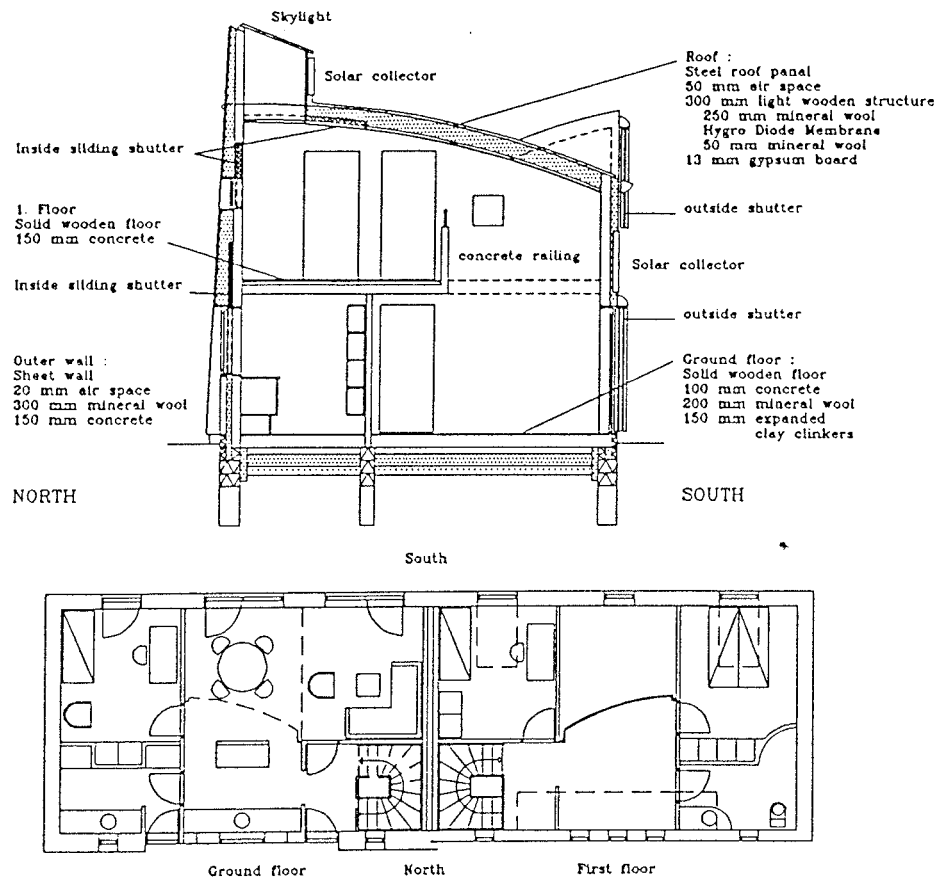 Skylight
Solar collector
Roof :
Steel roof panel
50 mm air space
300 mm light wooden structure
250 mm mineral wool
Hygro Diode Membrane
50 mm mineral wool
13 mm gypsum board
Inside sliding shutter
1. Floor
Solid wooden floor
150 mm concrete
outside shutter
concrete railing
Solar collector
Inside sliding shutter
outside shutter
Outer wall :
Sheet wall
20 mm air space
300 mm mineral wool
150 mm concrete
Ground floor :
Solid wooden floor
100 mm concrete
200 mm mineral wool
150 mm expanded
clay clinkers
NORTH
SOUTH
South
Ground floor
North
First floor